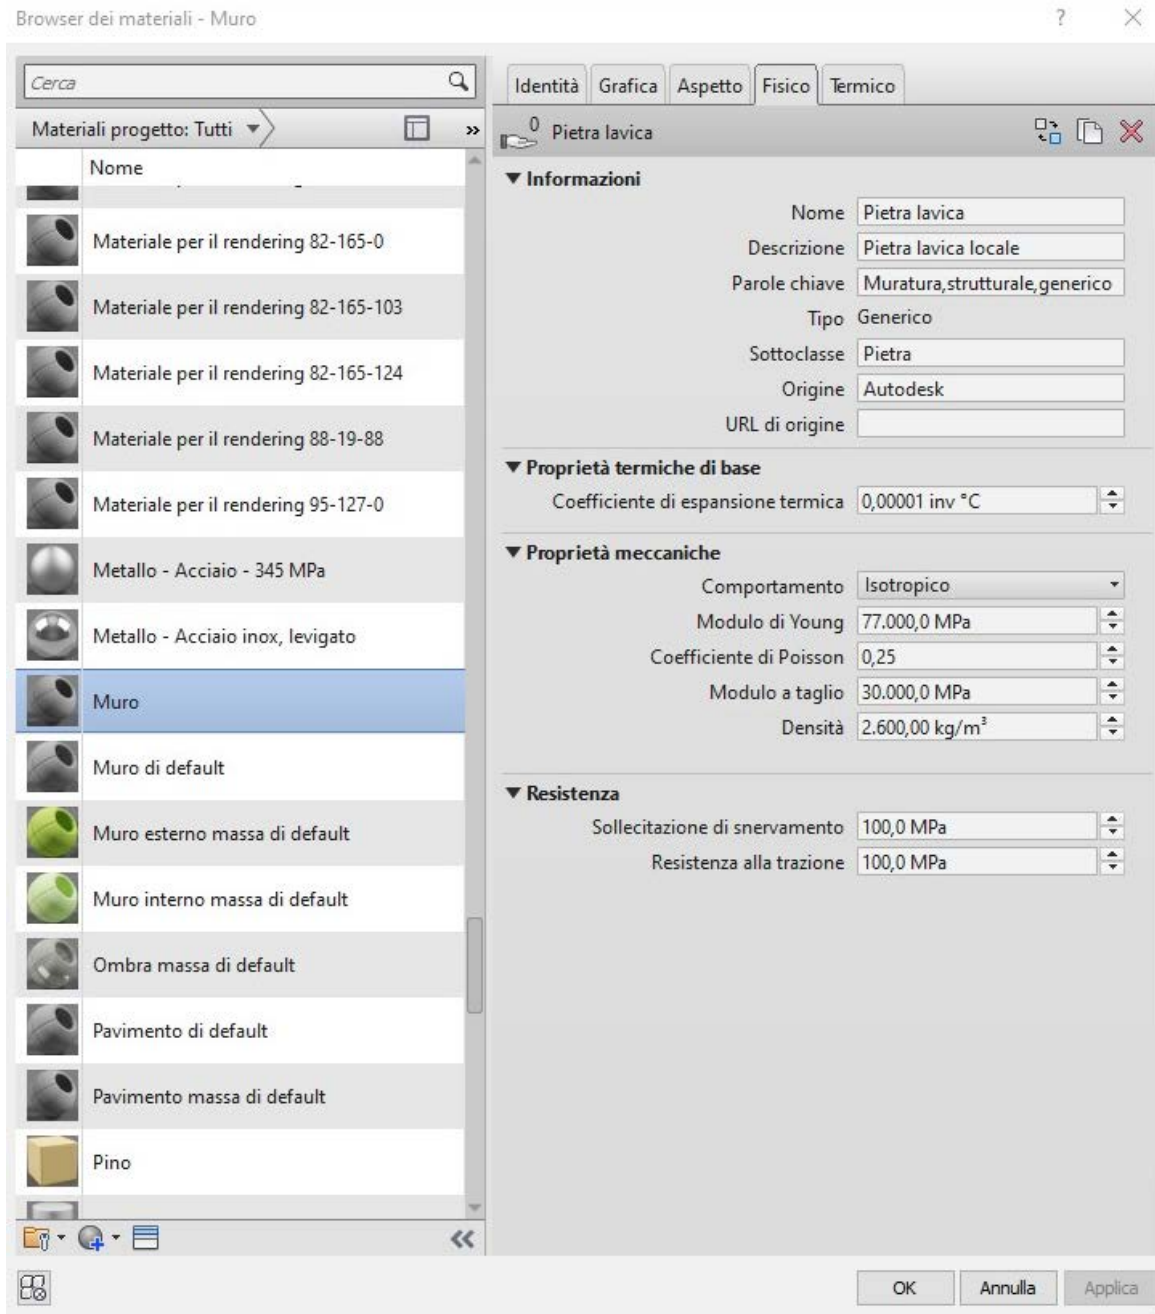 Browser dei materiali - Muro
?
Cerca
Materiali progetto: Tutti
»
Nome
Materiale per il rendering 82-165-0
Materiale per il rendering 82-165-103
Materiale per il rendering 82-165-124
Materiale per il rendering 88-19-88
Materiale per il rendering 95-127-0
Metallo - Acciaio - 345 MPa
Metallo - Acciaio inox, levigato
Muro
Muro di default
Muro esterno massa di default
Muro interno massa di default
Ombra massa di default
Pavimento di default
Pavimento massa di default
Pino
Identità Grafica Aspetto Fisico Termico
0 Pietra lavica
Informazioni
Nome Pietra lavica
Descrizione Pietra lavica locale
Parole chiave Muratura,strutturale,generico
Tipo Generico
Sottoclasse Pietra
Origine Autodesk
URL di origine
Proprietà termiche di base
Coefficiente di espansione termica 0,00001 inv °C
Proprietà meccaniche
Comportamento Isotropico
Modulo di Young 77.000,0 MPa
Coefficiente di Poisson 0,25
Modulo a taglio 30.000,0 MPa
Densità 2.600,00 kg/m³
Resistenza
Sollecitazione di snervamento 100,0 MPa
Resistenza alla trazione 100,0 MPa
OK Annulla Applica